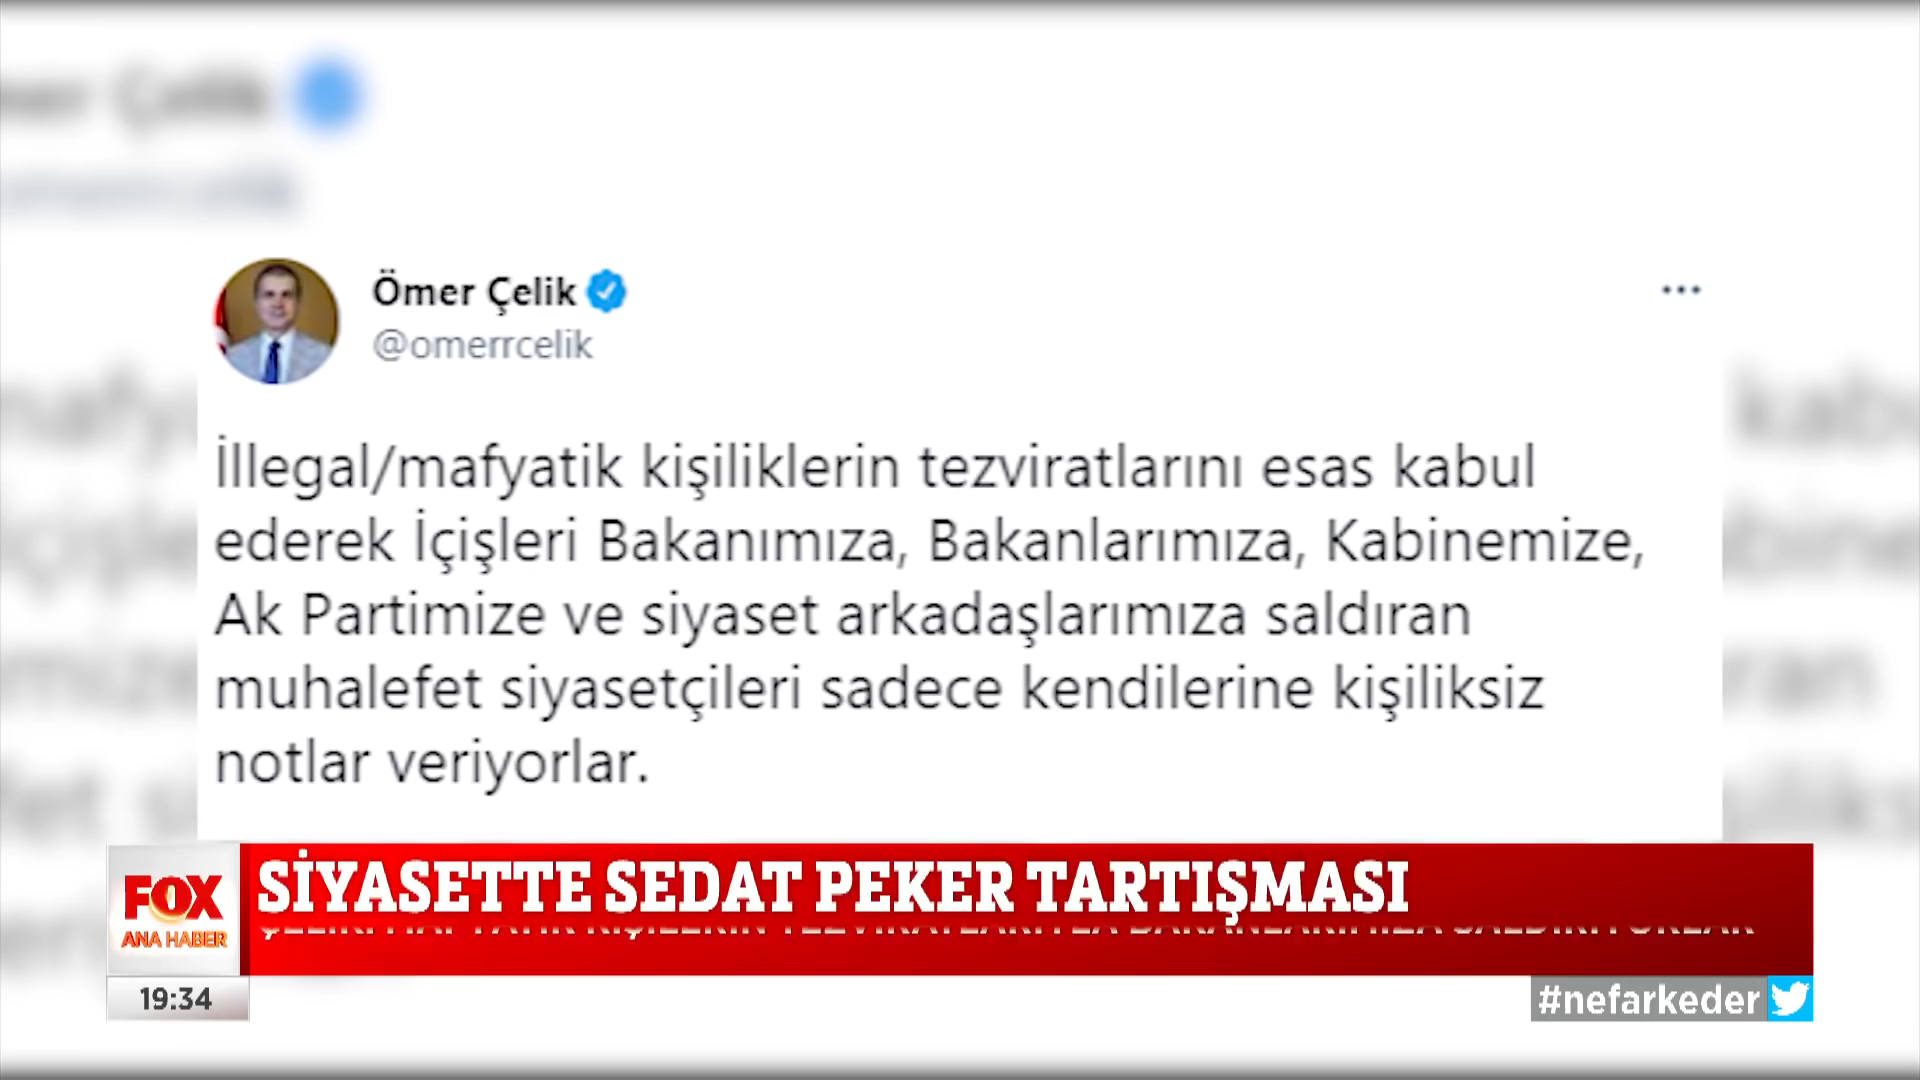 Ömer Çelik
@omerrcelik
İllegal/mafyatik kişiliklerin tezviratlarını esas kabul
ederek İçişleri Bakanımıza, Bakanlarımıza, Kabinemize,
Ak Partimize ve siyaset arkadaşlarımıza saldıran
muhalefet siyasetçileri sadece kendilerine kişiliksiz
notlar veriyorlar.
FOX
ANA HABER
SİYASETTE SEDAT PEKER TARTIŞMASI
19:34
#nefarkeder